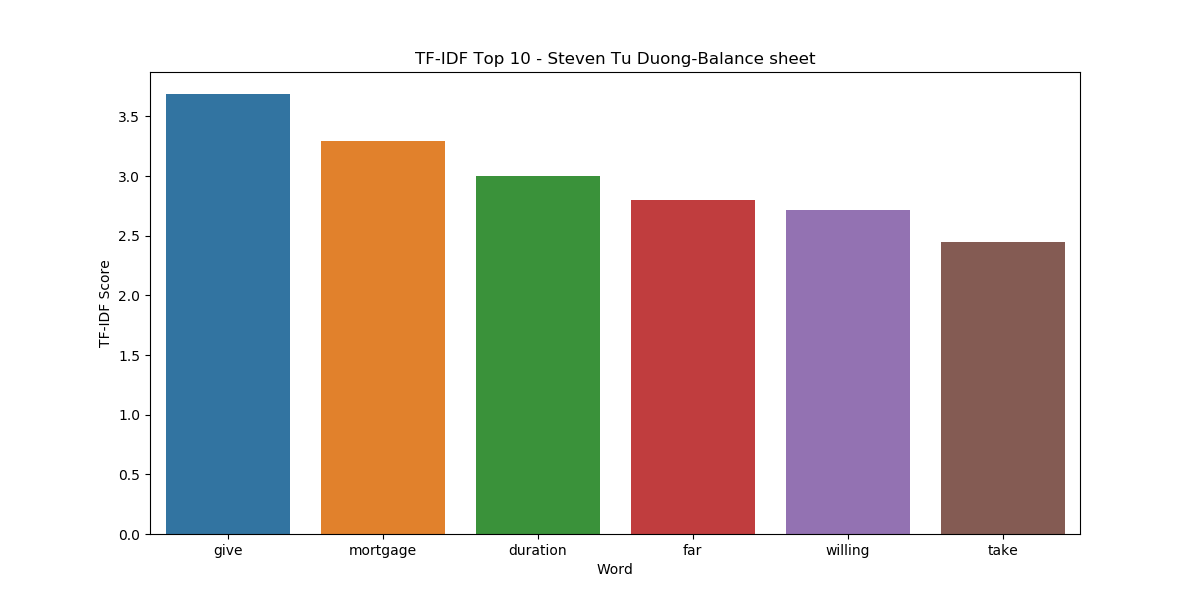 TF-IDF Top 10 - Steven Tu Duong-Balance sheet
TF-IDF Score
3.5
3.0
2.5
2.0
1.5
1.0
0.5
0.0
give mortgage duration far willing take
Word